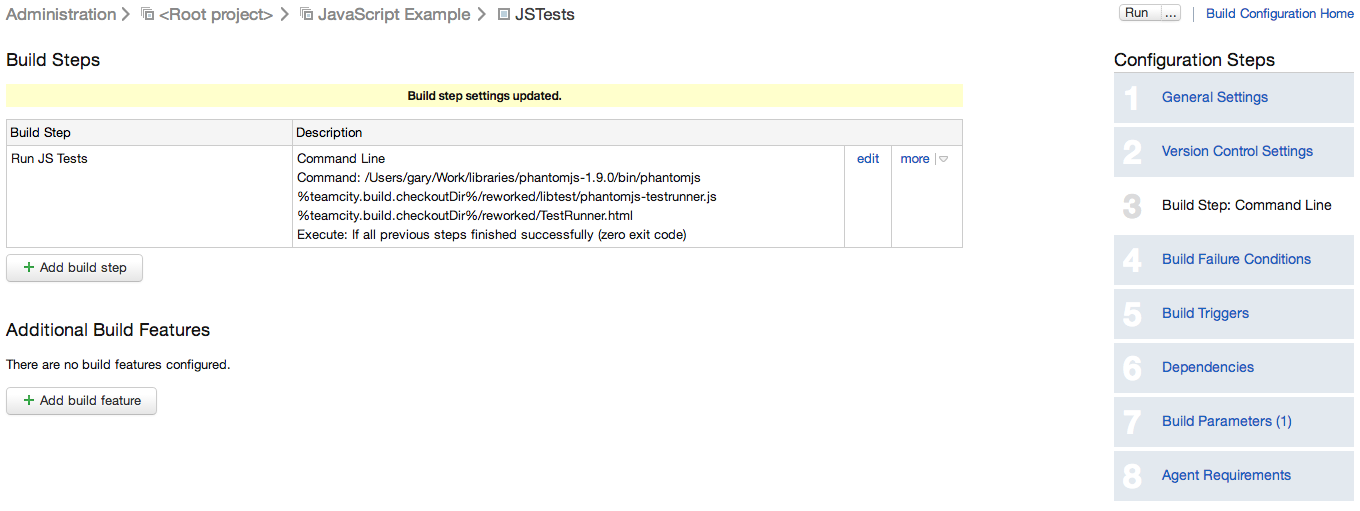 Administration > <Root project> > JavaScript Example > JSTests
Run ... | Build Configuration Home
Build Steps
Build step settings updated.
Build Step Description
Run JS Tests Command Line edit more
Command: /Users/gary/Work/libraries/phantomjs-1.9.0/bin/phantomjs
%teamcity.build.checkoutDir%/reworked/libtest/phantomjs-testrunner.js
%teamcity.build.checkoutDir%/reworked/TestRunner.html
Execute: If all previous steps finished successfully (zero exit code)
+ Add build step
Additional Build Features
There are no build features configured.
+ Add build feature
Configuration Steps
1 General Settings
2 Version Control Settings
3 Build Step: Command Line
4 Build Failure Conditions
5 Build Triggers
6 Dependencies
7 Build Parameters (1)
8 Agent Requirements